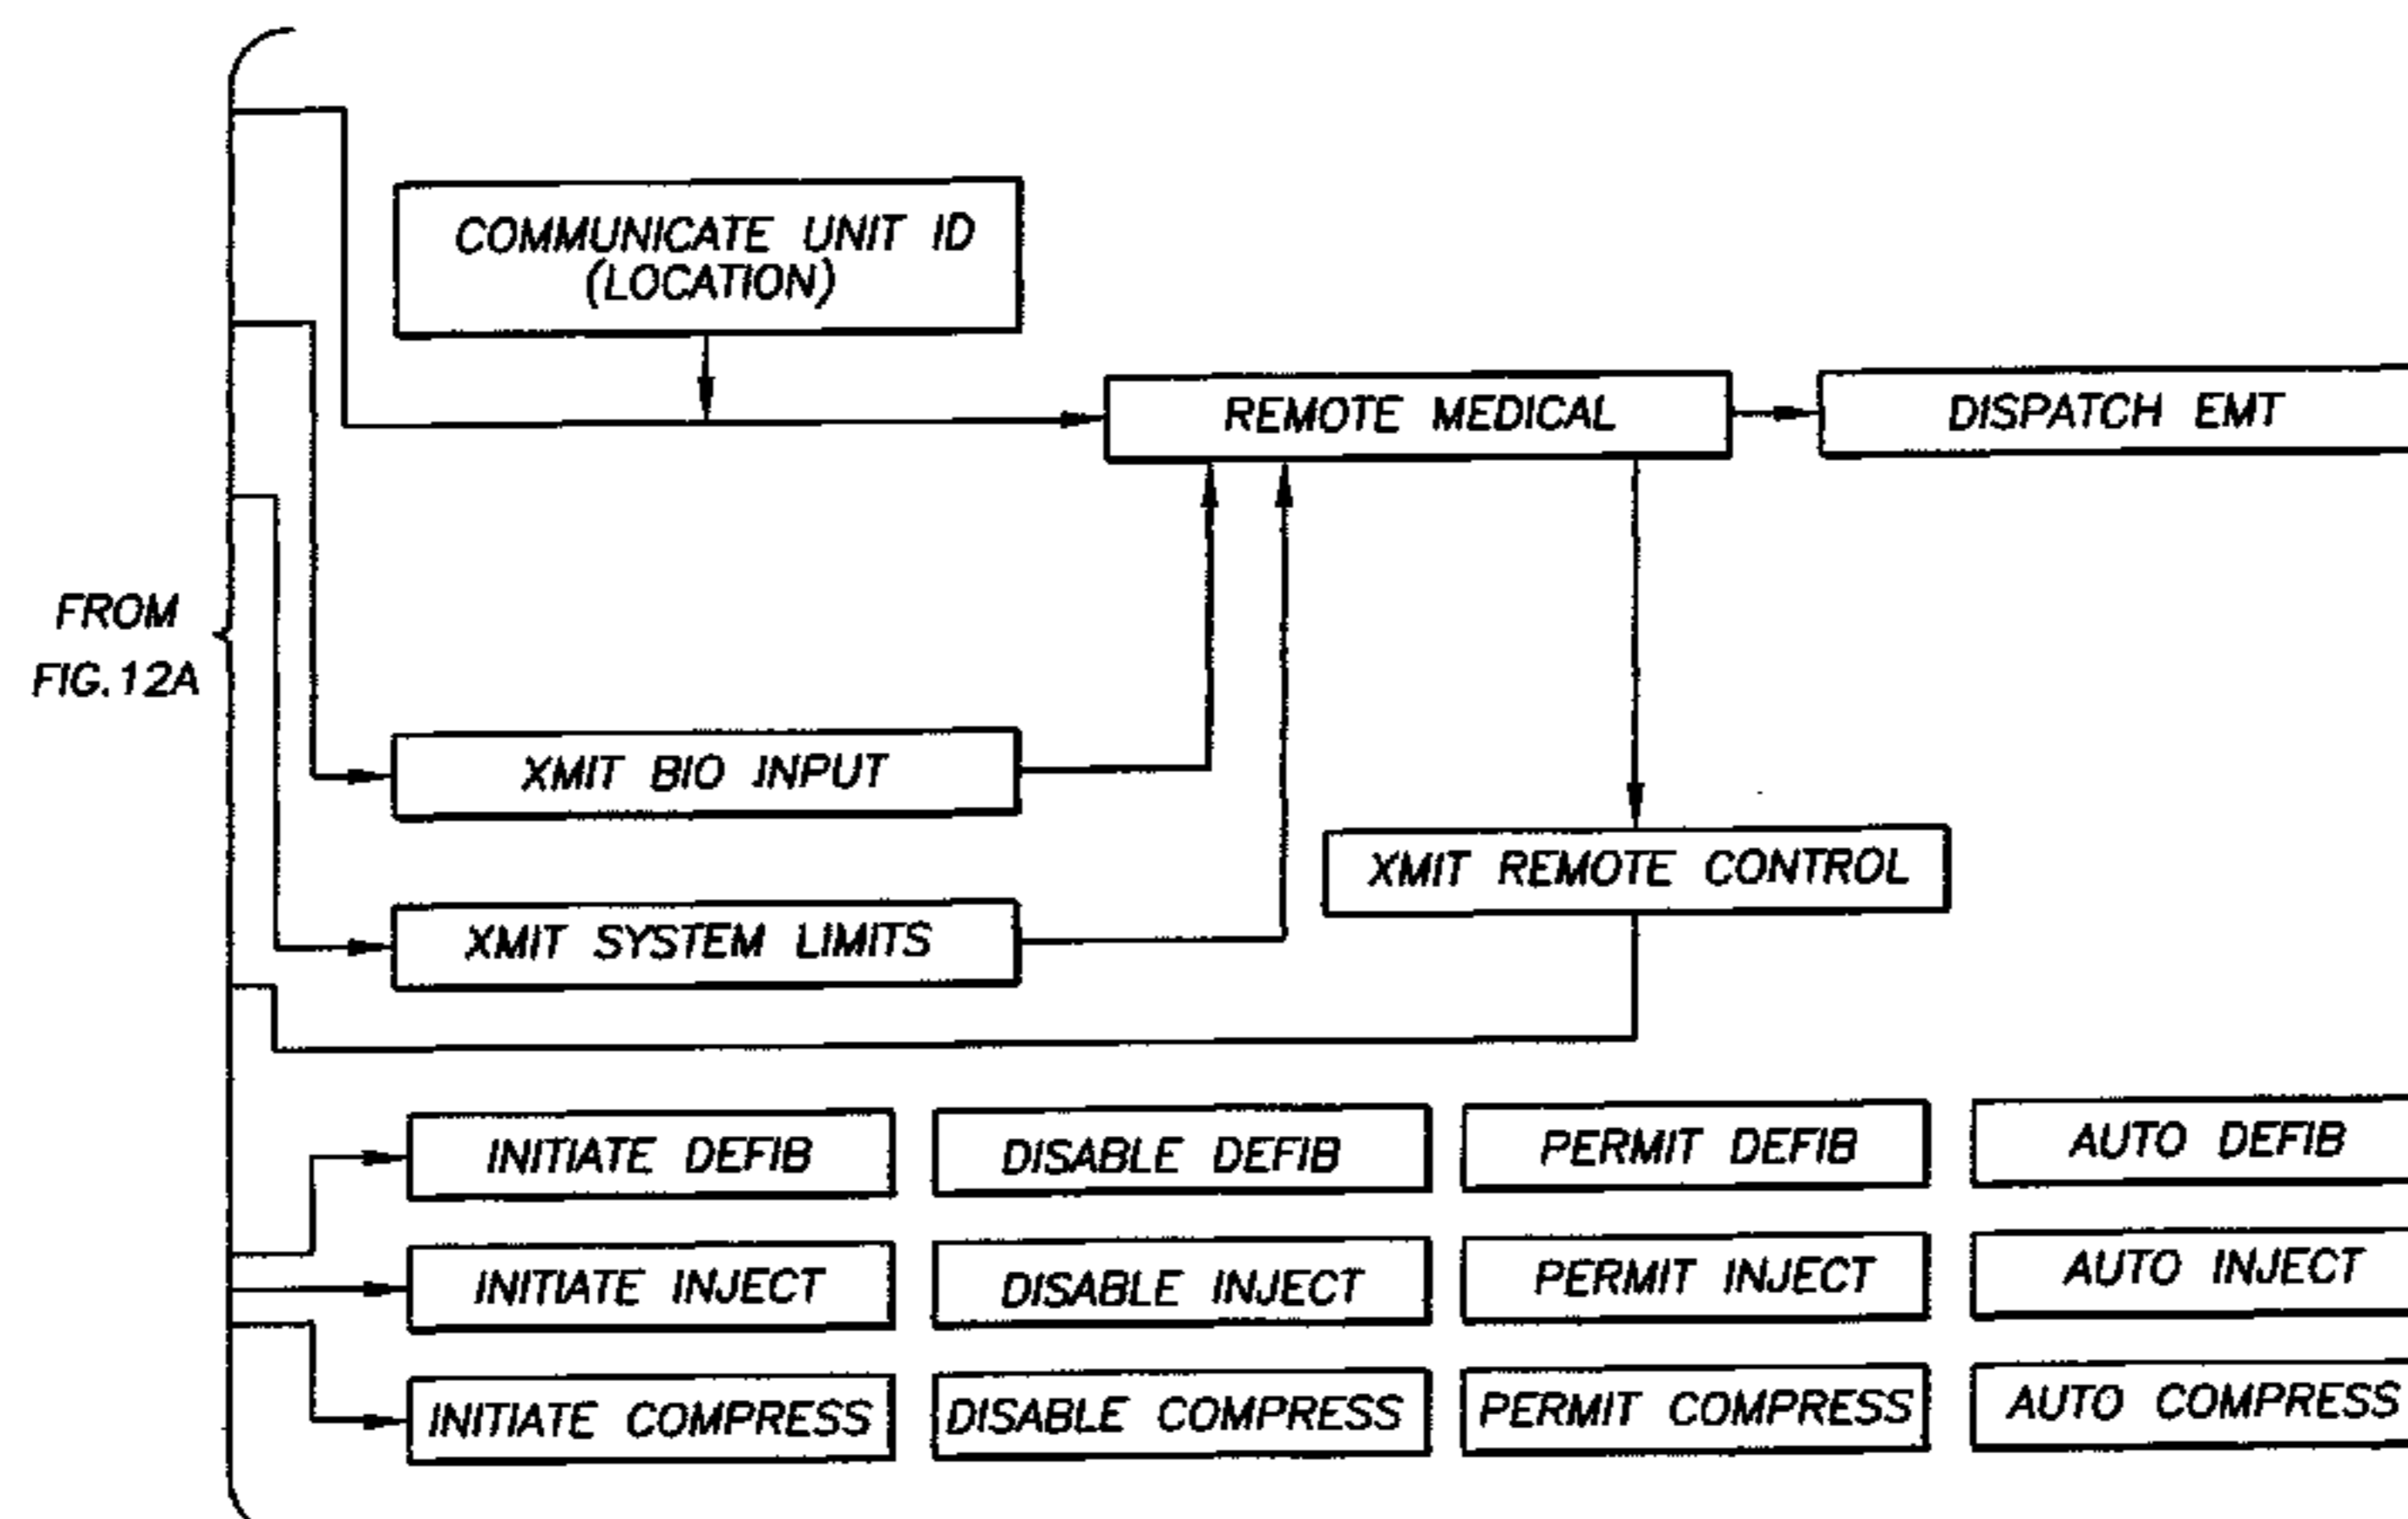 COMMUNICATE UNIT ID
(LOCATION)
REMOTE MEDICAL
DISPATCH EMT
FROM
FIG.12A
XMIT BIO INPUT
XMIT REMOTE CONTROL
XMIT SYSTEM LIMITS
INITIATE DEFIB
DISABLE DEFIB
PERMIT DEFIB
AUTO DEFIB
INITIATE INJECT
DISABLE INJECT
PERMIT INJECT
AUTO INJECT
INITIATE COMPRESS
DISABLE COMPRESS
PERMIT COMPRESS
AUTO COMPRESS